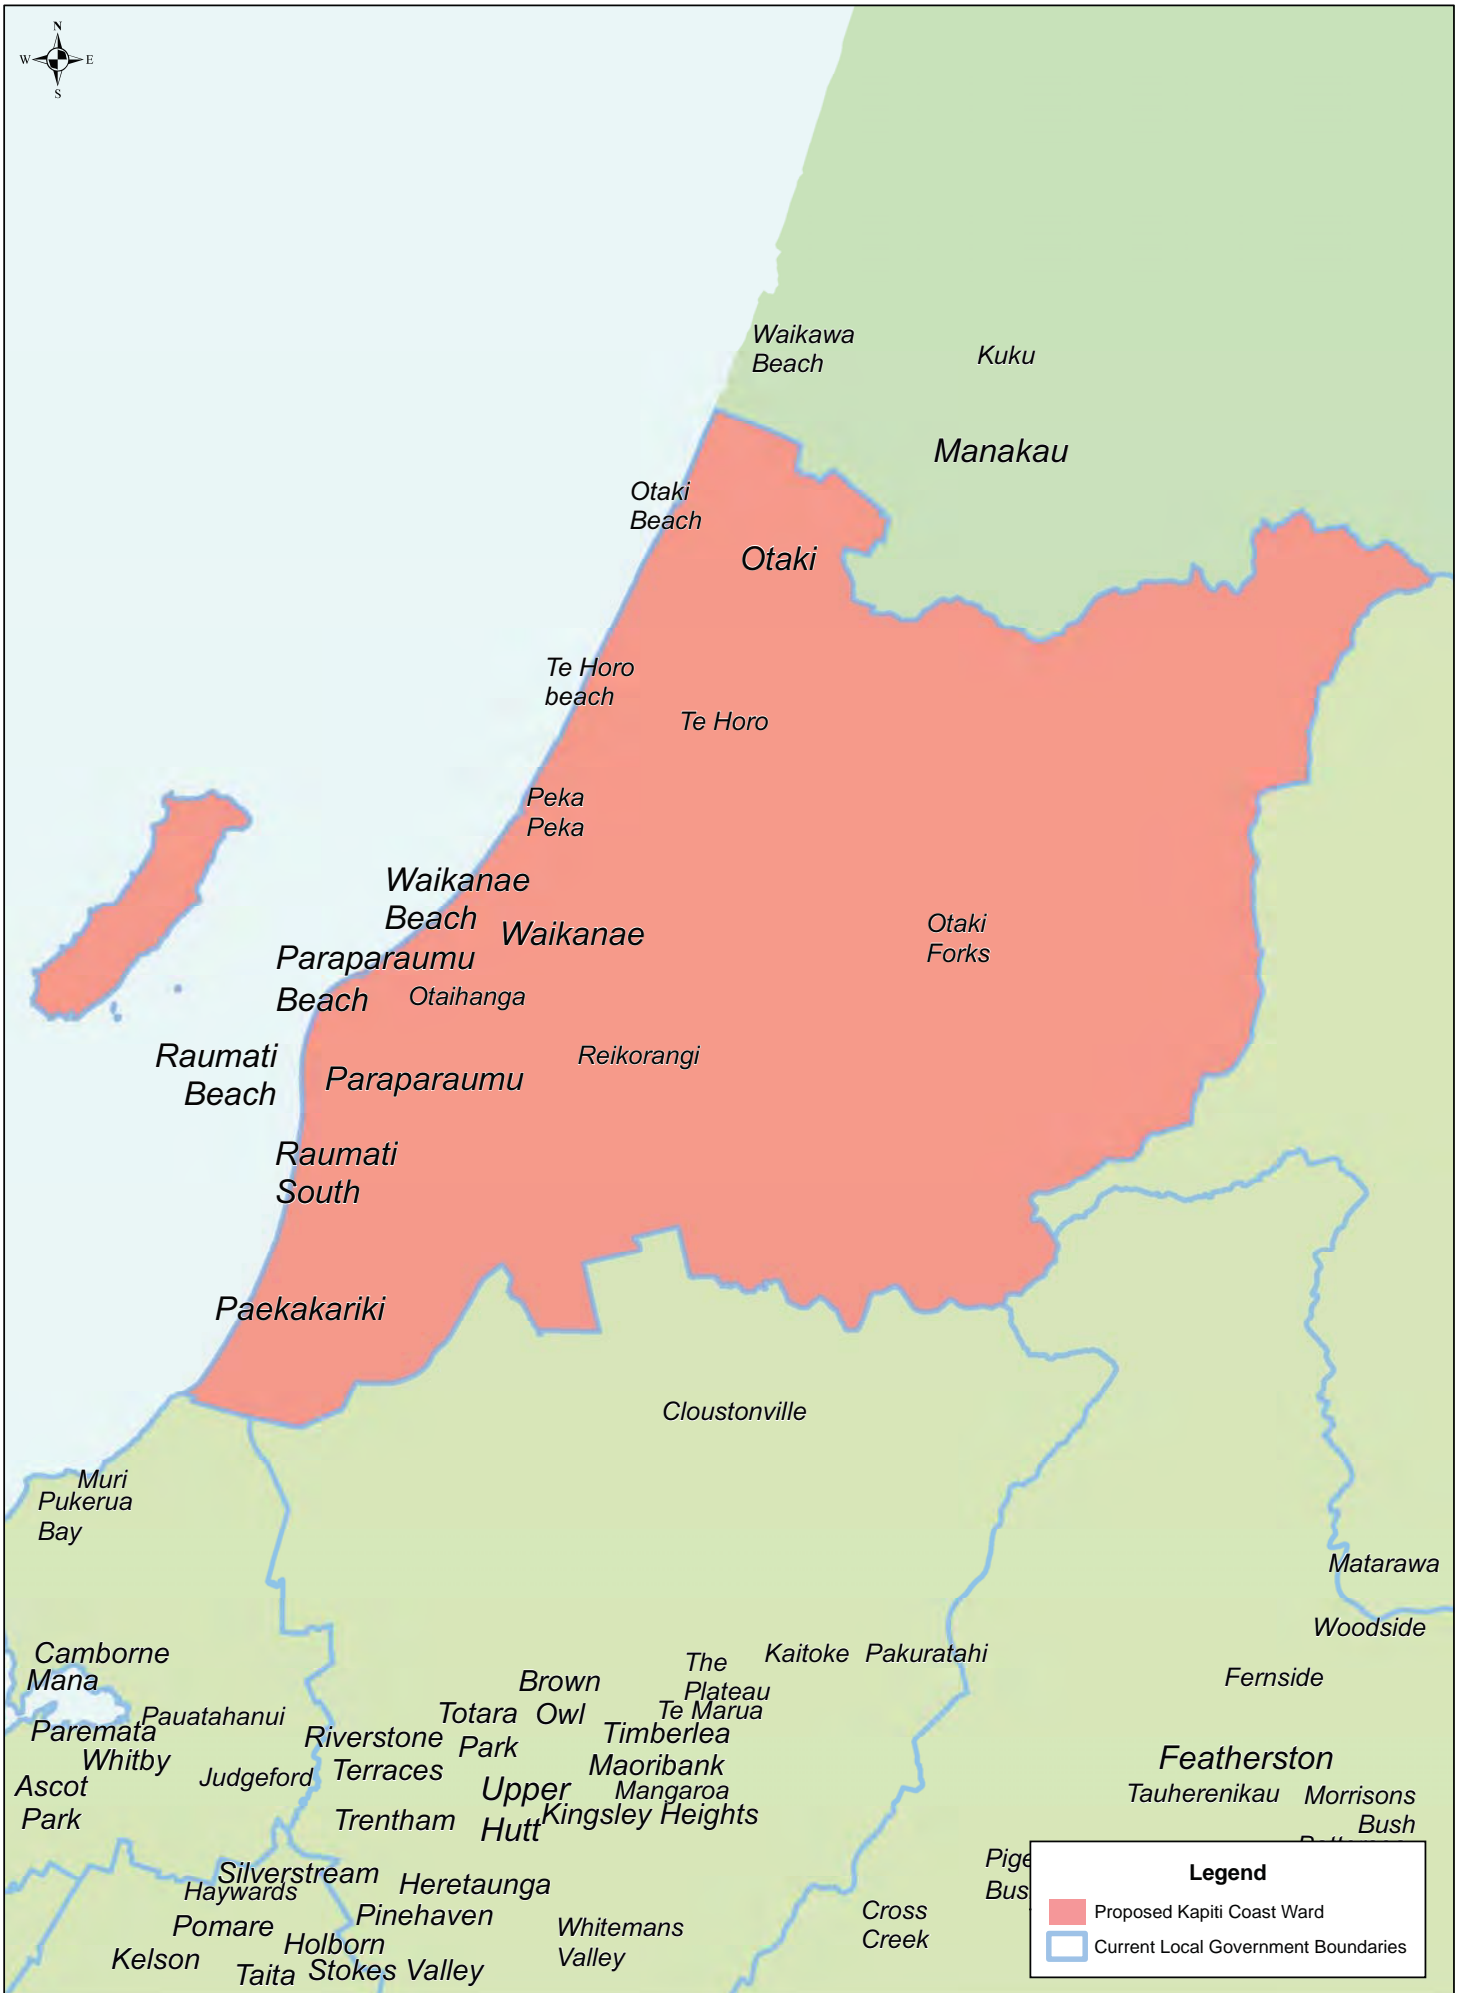 N
W E
S
Waikawa
Beach
Kuku
Manakau
Otaki
Beach
Otaki
Te Horo
beach
Te Horo
Peka
Peka
Waikanae
Beach
Waikanae
Otaki
Forks
Paraparaumu
Beach
Otaihanga
Raumati
Beach
Reikorangi
Paraparaumu
Raumati
South
Paekakariki
Cloustonville
Muri
Pukerua
Bay
Matarawa
Woodside
Camborne
Mana
The
Plateau
Kaitoke
Pakuratahi
Fernside
Brown
Owl
Pauatahanui
Totara
Park
Te Marua
Paremata
Riverstone
Terraces
Timberlea
Whitby
Maoribank
Featherston
Ascot
Park
Judgeford
Upper
Hutt
Mangaroa
Tauherenikau
Morrisons
Bush
Trentham
Kingsley Heights
Silverstream
Haywards
Heretaunga
Pinehaven
Pomare
Whitemans
Valley
Cross
Creek
Holborn
Kelson
Taita
Stokes Valley
Legend
Proposed Kapiti Coast Ward
Current Local Government Boundaries